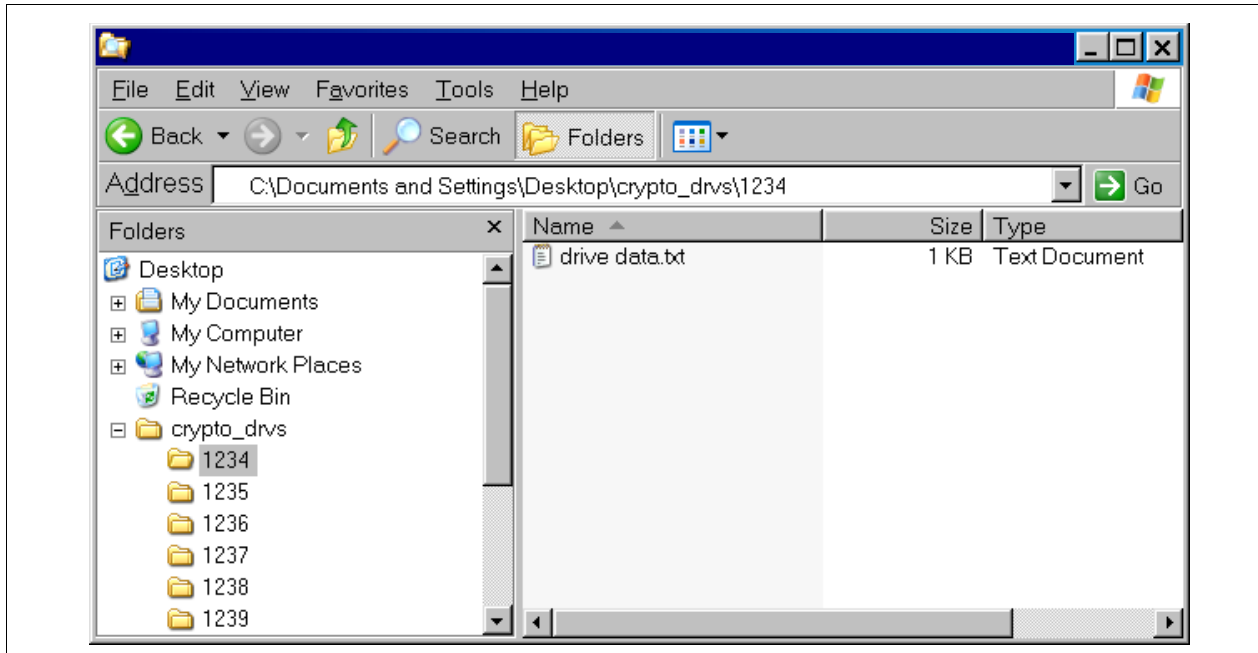 File Edit View Favorites Tools Help
Back Search Folders
Address C:\Documents and Settings\Desktop\crypto_drvs\1234 Go
Folders x Name Size Type
Desktop drive data.txt 1 KB Text Document
My Documents
My Computer
My Network Places
Recycle Bin
crypto_drvs
1234
1235
1236
1237
1238
1239